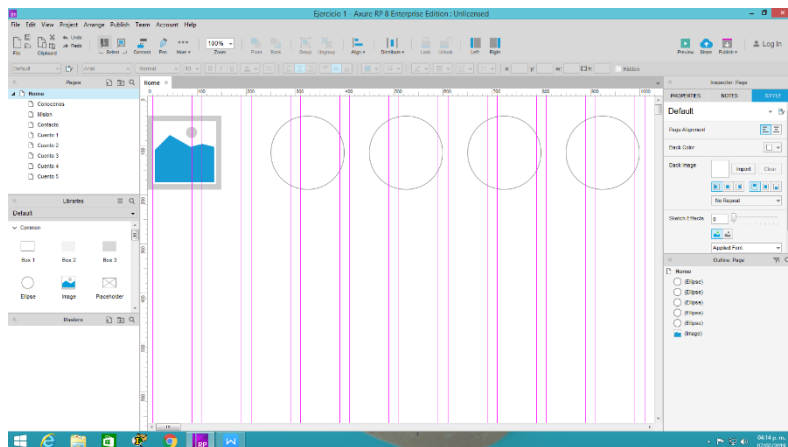 Ejercicio 1 - Axure RP 8 Enterprise Edition : Unlicensed
File Edit View Project Arrange Publish Team Account Help
Undo
Redo
100%
File Clipboard Select Connect Pen More Zoom Front Back Group Ungroup Align Distribute Lock Unlock Left Right
Preview Share Publish Log In
Default Arial Normal x: y: w: h: Hidden
Pages
Home
Conocenos
Mision
Contacto
Cuento 1
Cuento 2
Cuento 3
Cuento 4
Cuento 5
Libraries
Default
Common
Box 1 Box 2 Box 3
Ellipse Image Placeholder
Masters
Home
0 100 200 300 400 500 600 700 800 900 1000
Inspector: Page
PROPERTIES NOTES STYLE
Default
Page Alignment
Back Color
Back Image Import Clear
No Repeat
Sketch Effects 0
Applied Font
Outline: Page
Home
(Ellipse)
(Ellipse)
(Ellipse)
(Ellipse)
(Ellipse)
(Image)
RP
04:14 p. m.